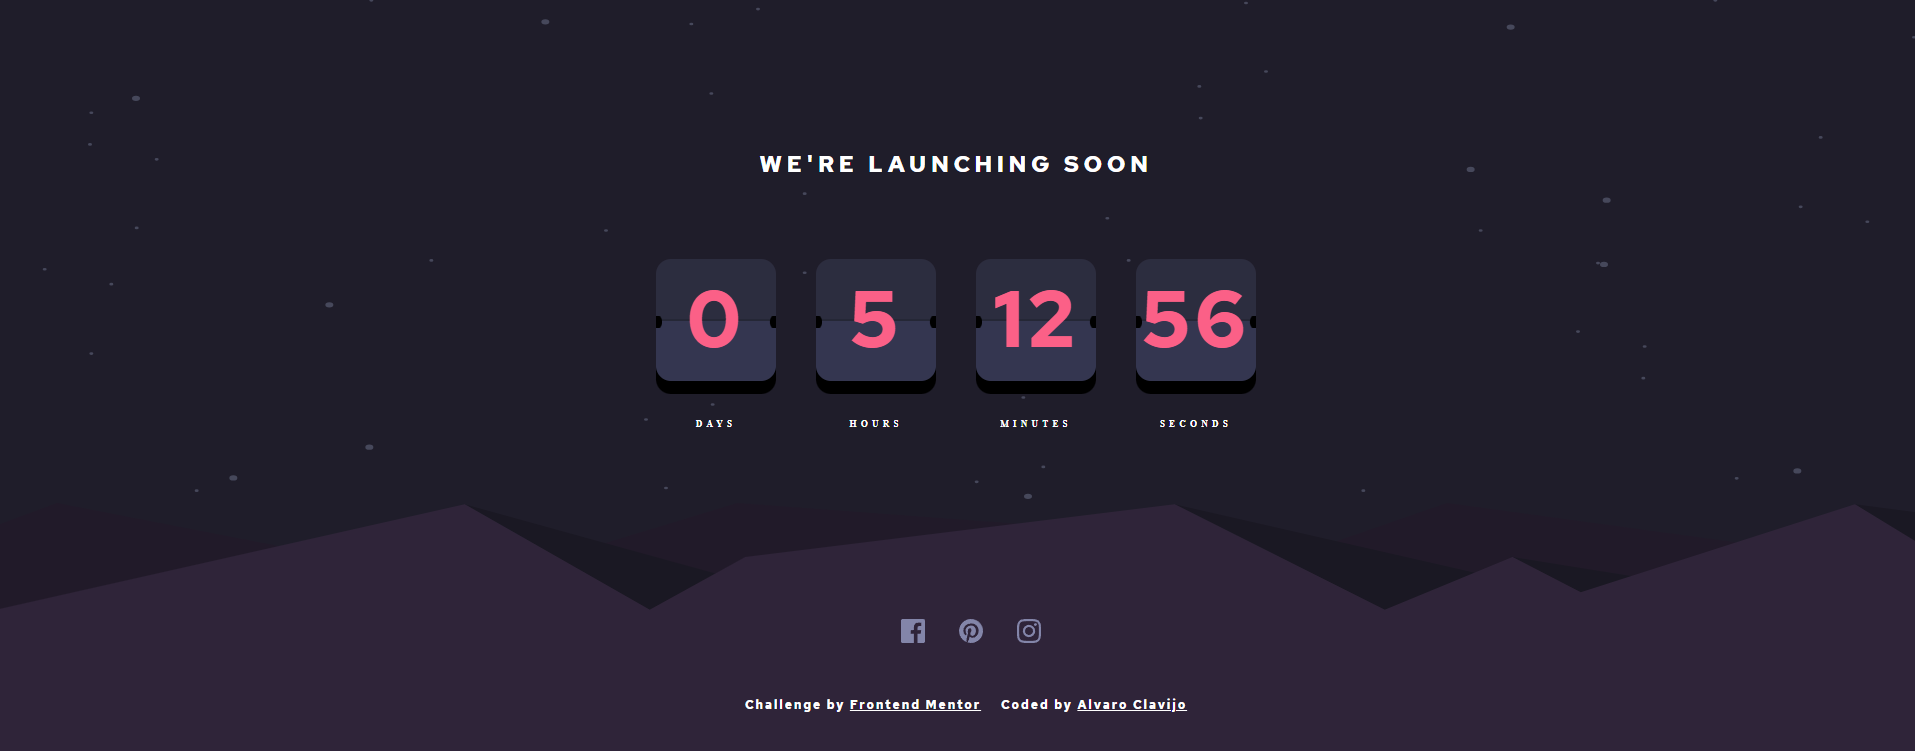 WE'RE LAUNCHING SOON
0 5 12 56
DAYS HOURS MINUTES SECONDS
Challenge by Frontend Mentor Coded by Alvaro Clavijo